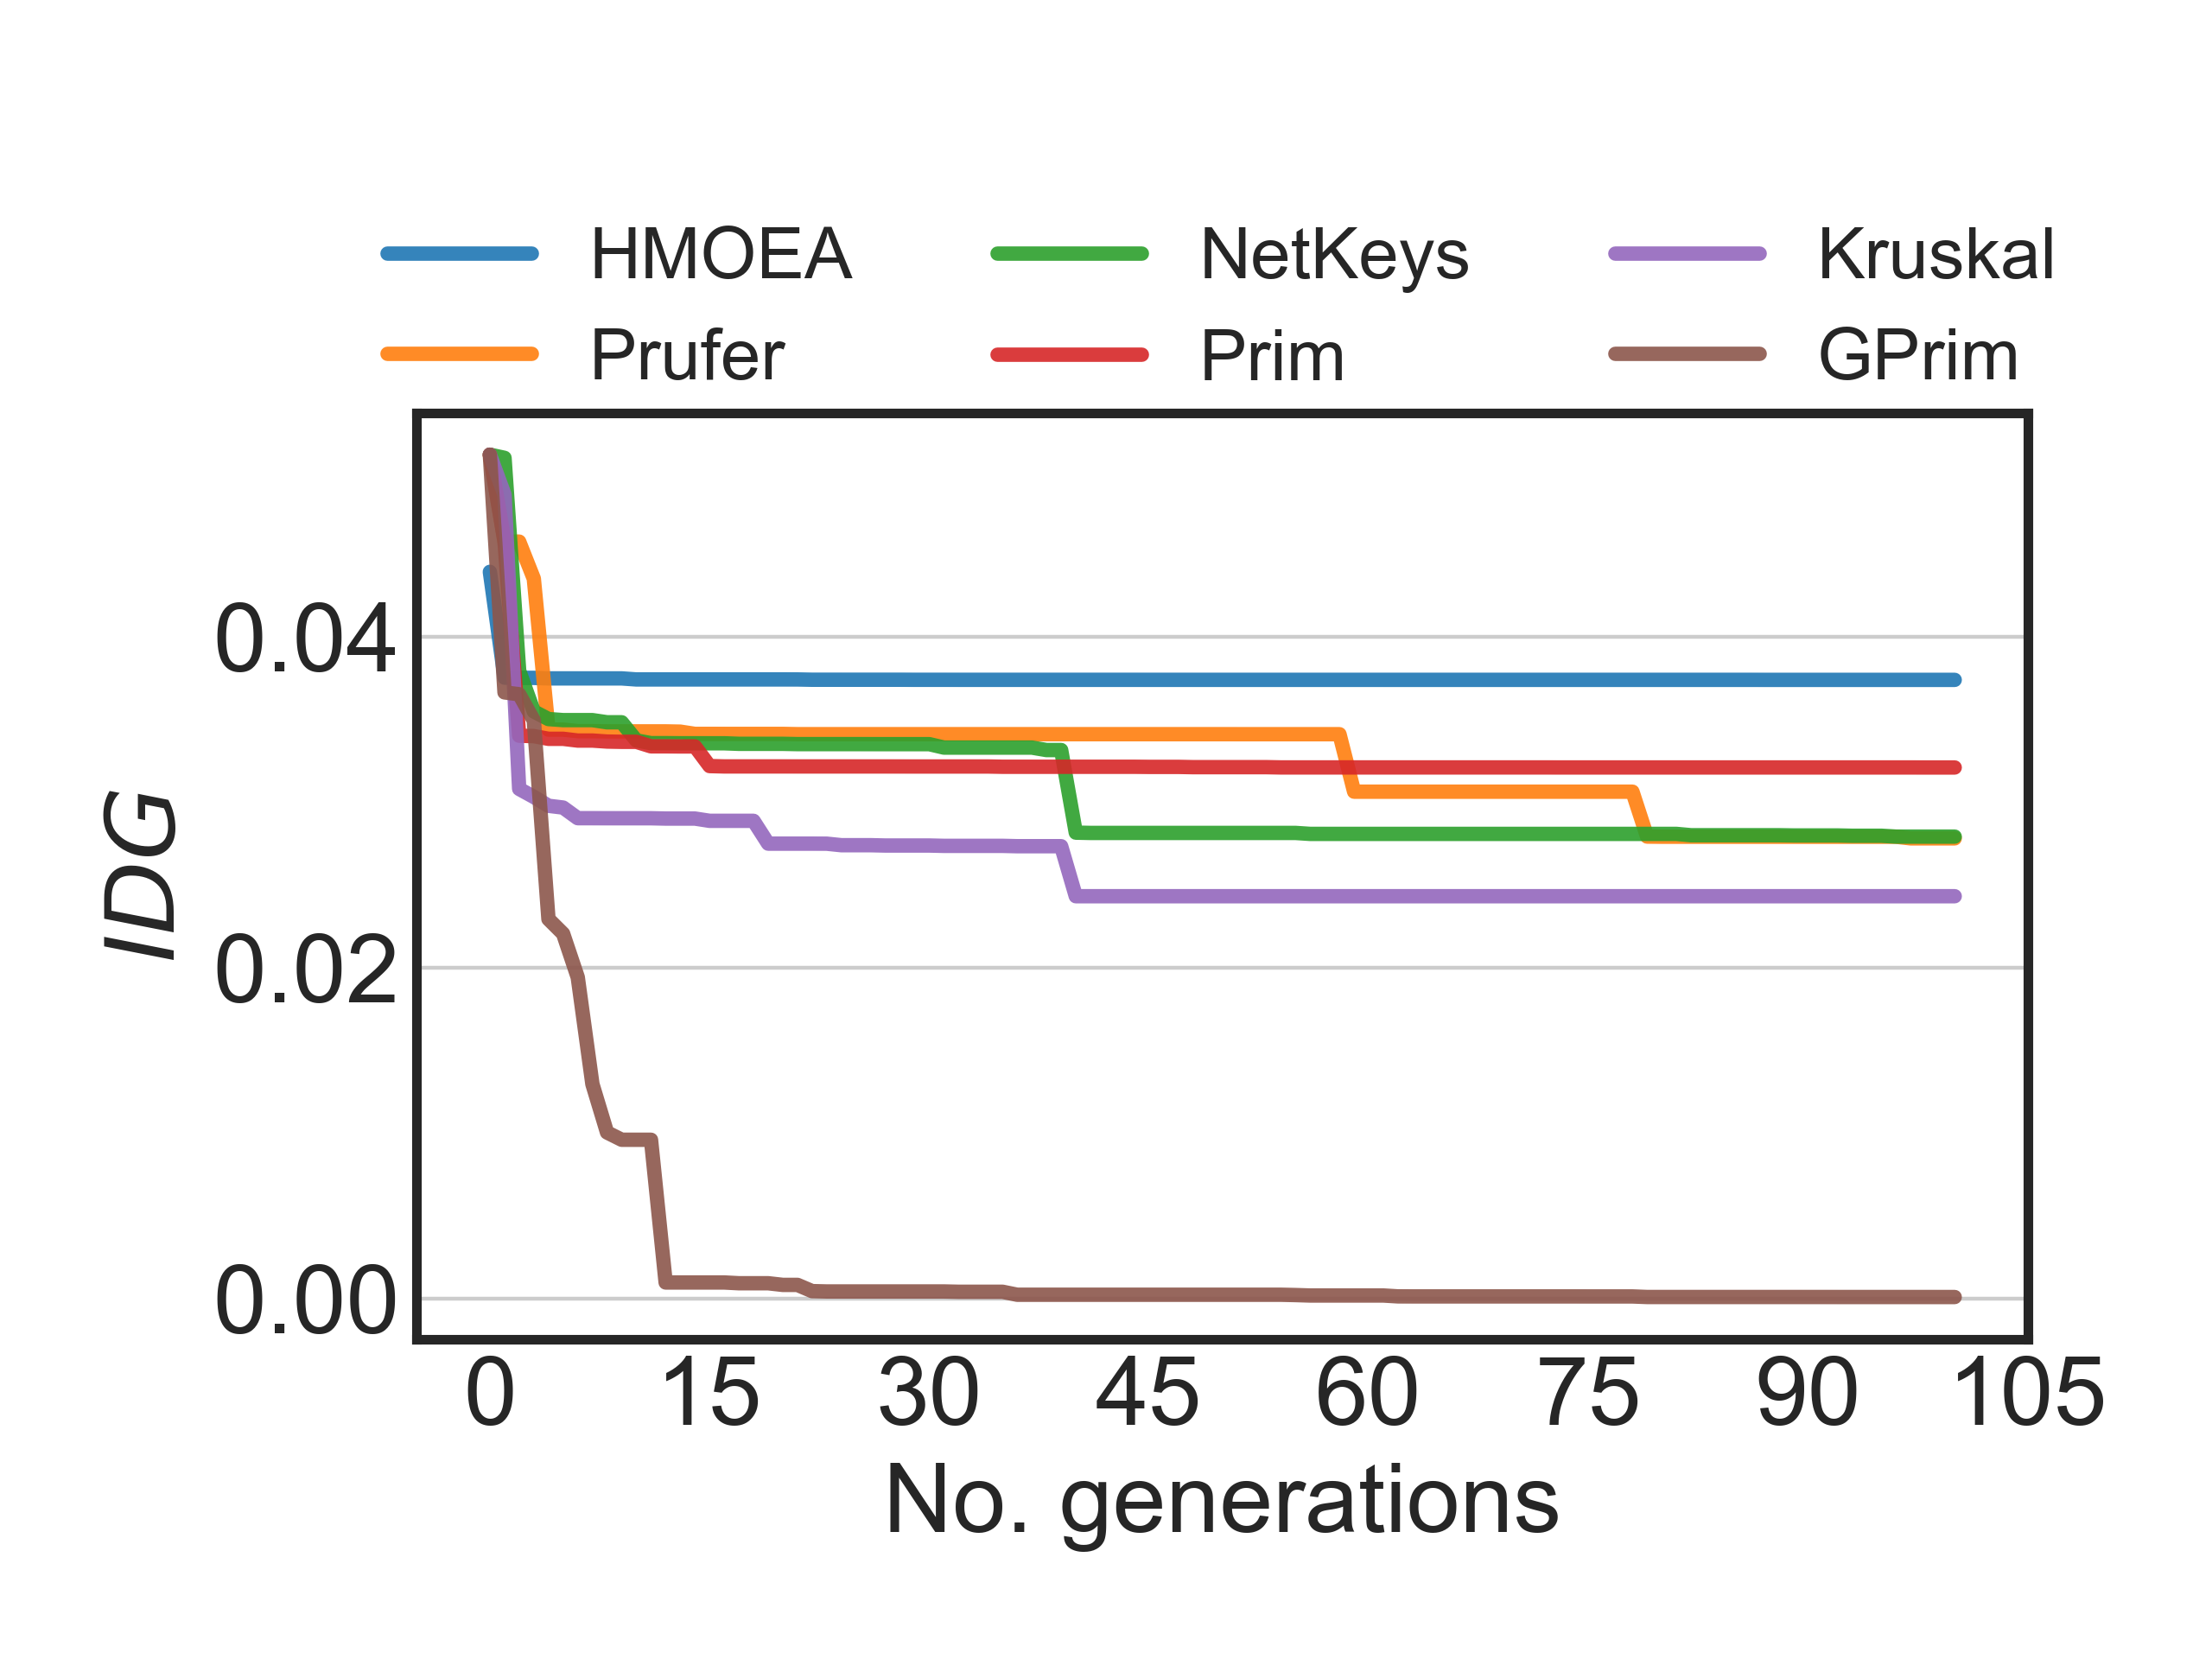 HMOEA NetKeys Kruskal
Prufer Prim GPrim
0.04
0.02
0.00
IDG
0 15 30 45 60 75 90 105
No. generations